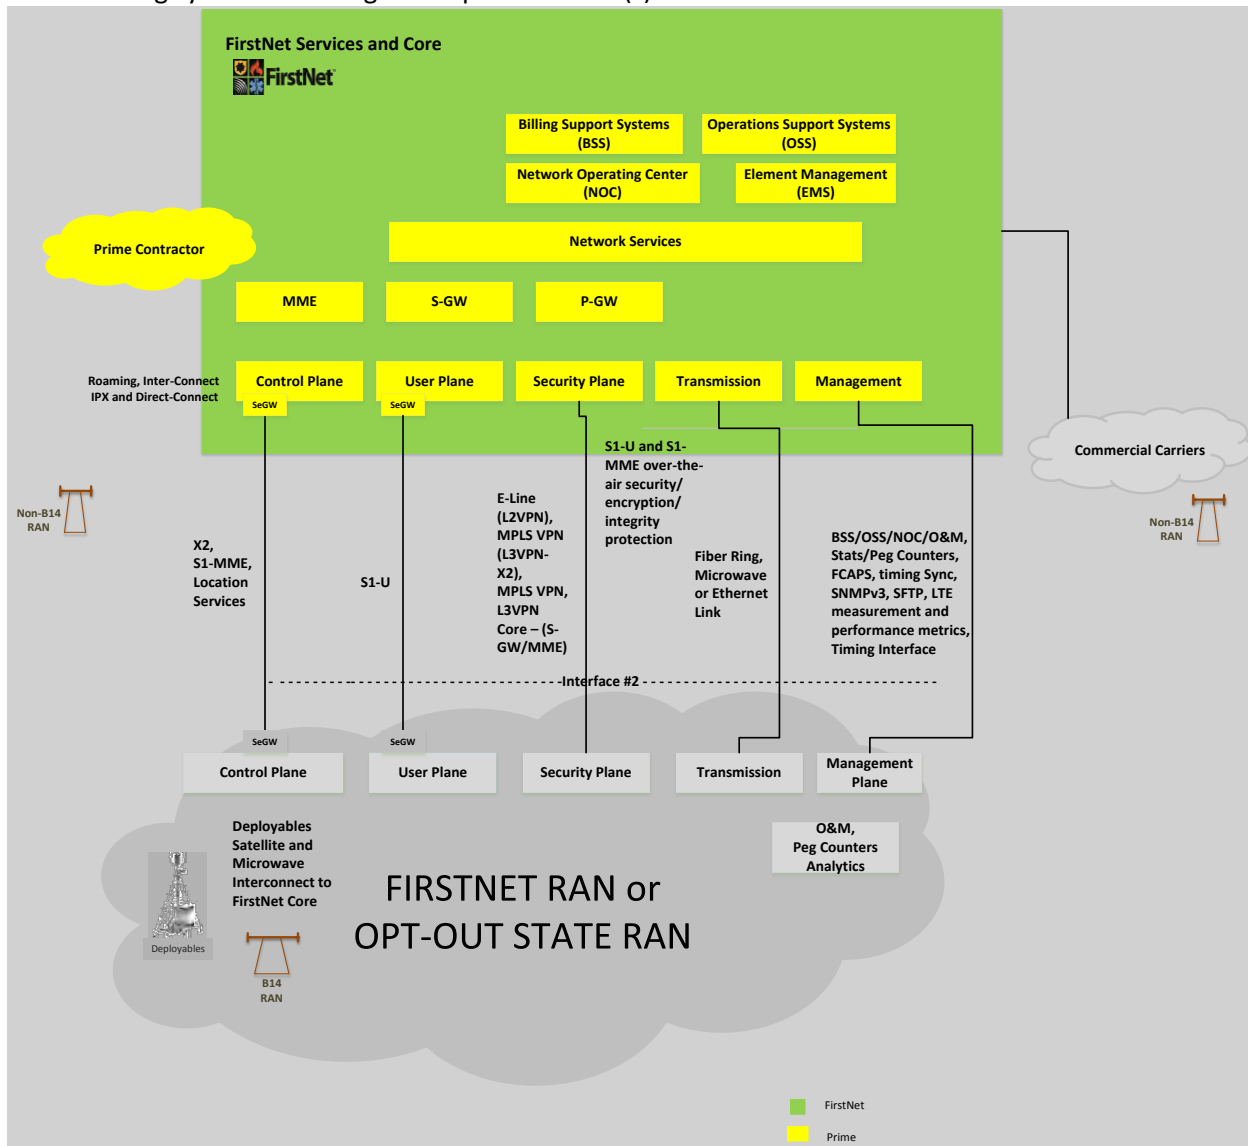 FirstNet Services and Core
FirstNet
Billing Support Systems
(BSS)
Operations Support Systems
(OSS)
Network Operating Center
(NOC)
Element Management
(EMS)
Prime Contractor
Network Services
MME
S-GW
P-GW
Roaming, Inter-Connect
IPX and Direct-Connect
Control Plane
User Plane
Security Plane
Transmission
Management
SeGW
SeGW
Commercial Carriers
Non-B14
RAN
Non-B14
RAN
X2,
S1-MME,
Location
Services
S1-U
E-Line
(L2VPN),
MPLS VPN
(L3VPN-
X2),
MPLS VPN,
L3VPN
Core – (S-
GW/MME)
S1-U and S1-
MME over-the-
air security/
encryption/
integrity
protection
Fiber Ring,
Microwave
or Ethernet
Link
BSS/OSS/NOC/O&M,
Stats/Peg Counters,
FCAPS, timing Sync,
SNMPv3, SFTP, LTE
measurement and
performance metrics,
Timing Interface
Interface #2
SeGW
SeGW
Control Plane
User Plane
Security Plane
Transmission
Management
Plane
O&M,
Peg Counters
Analytics
Deployables
Satellite and
Microwave
Interconnect to
FirstNet Core
Deployables
B14
RAN
FIRSTNET RAN or
OPT-OUT STATE RAN
FirstNet
Prime